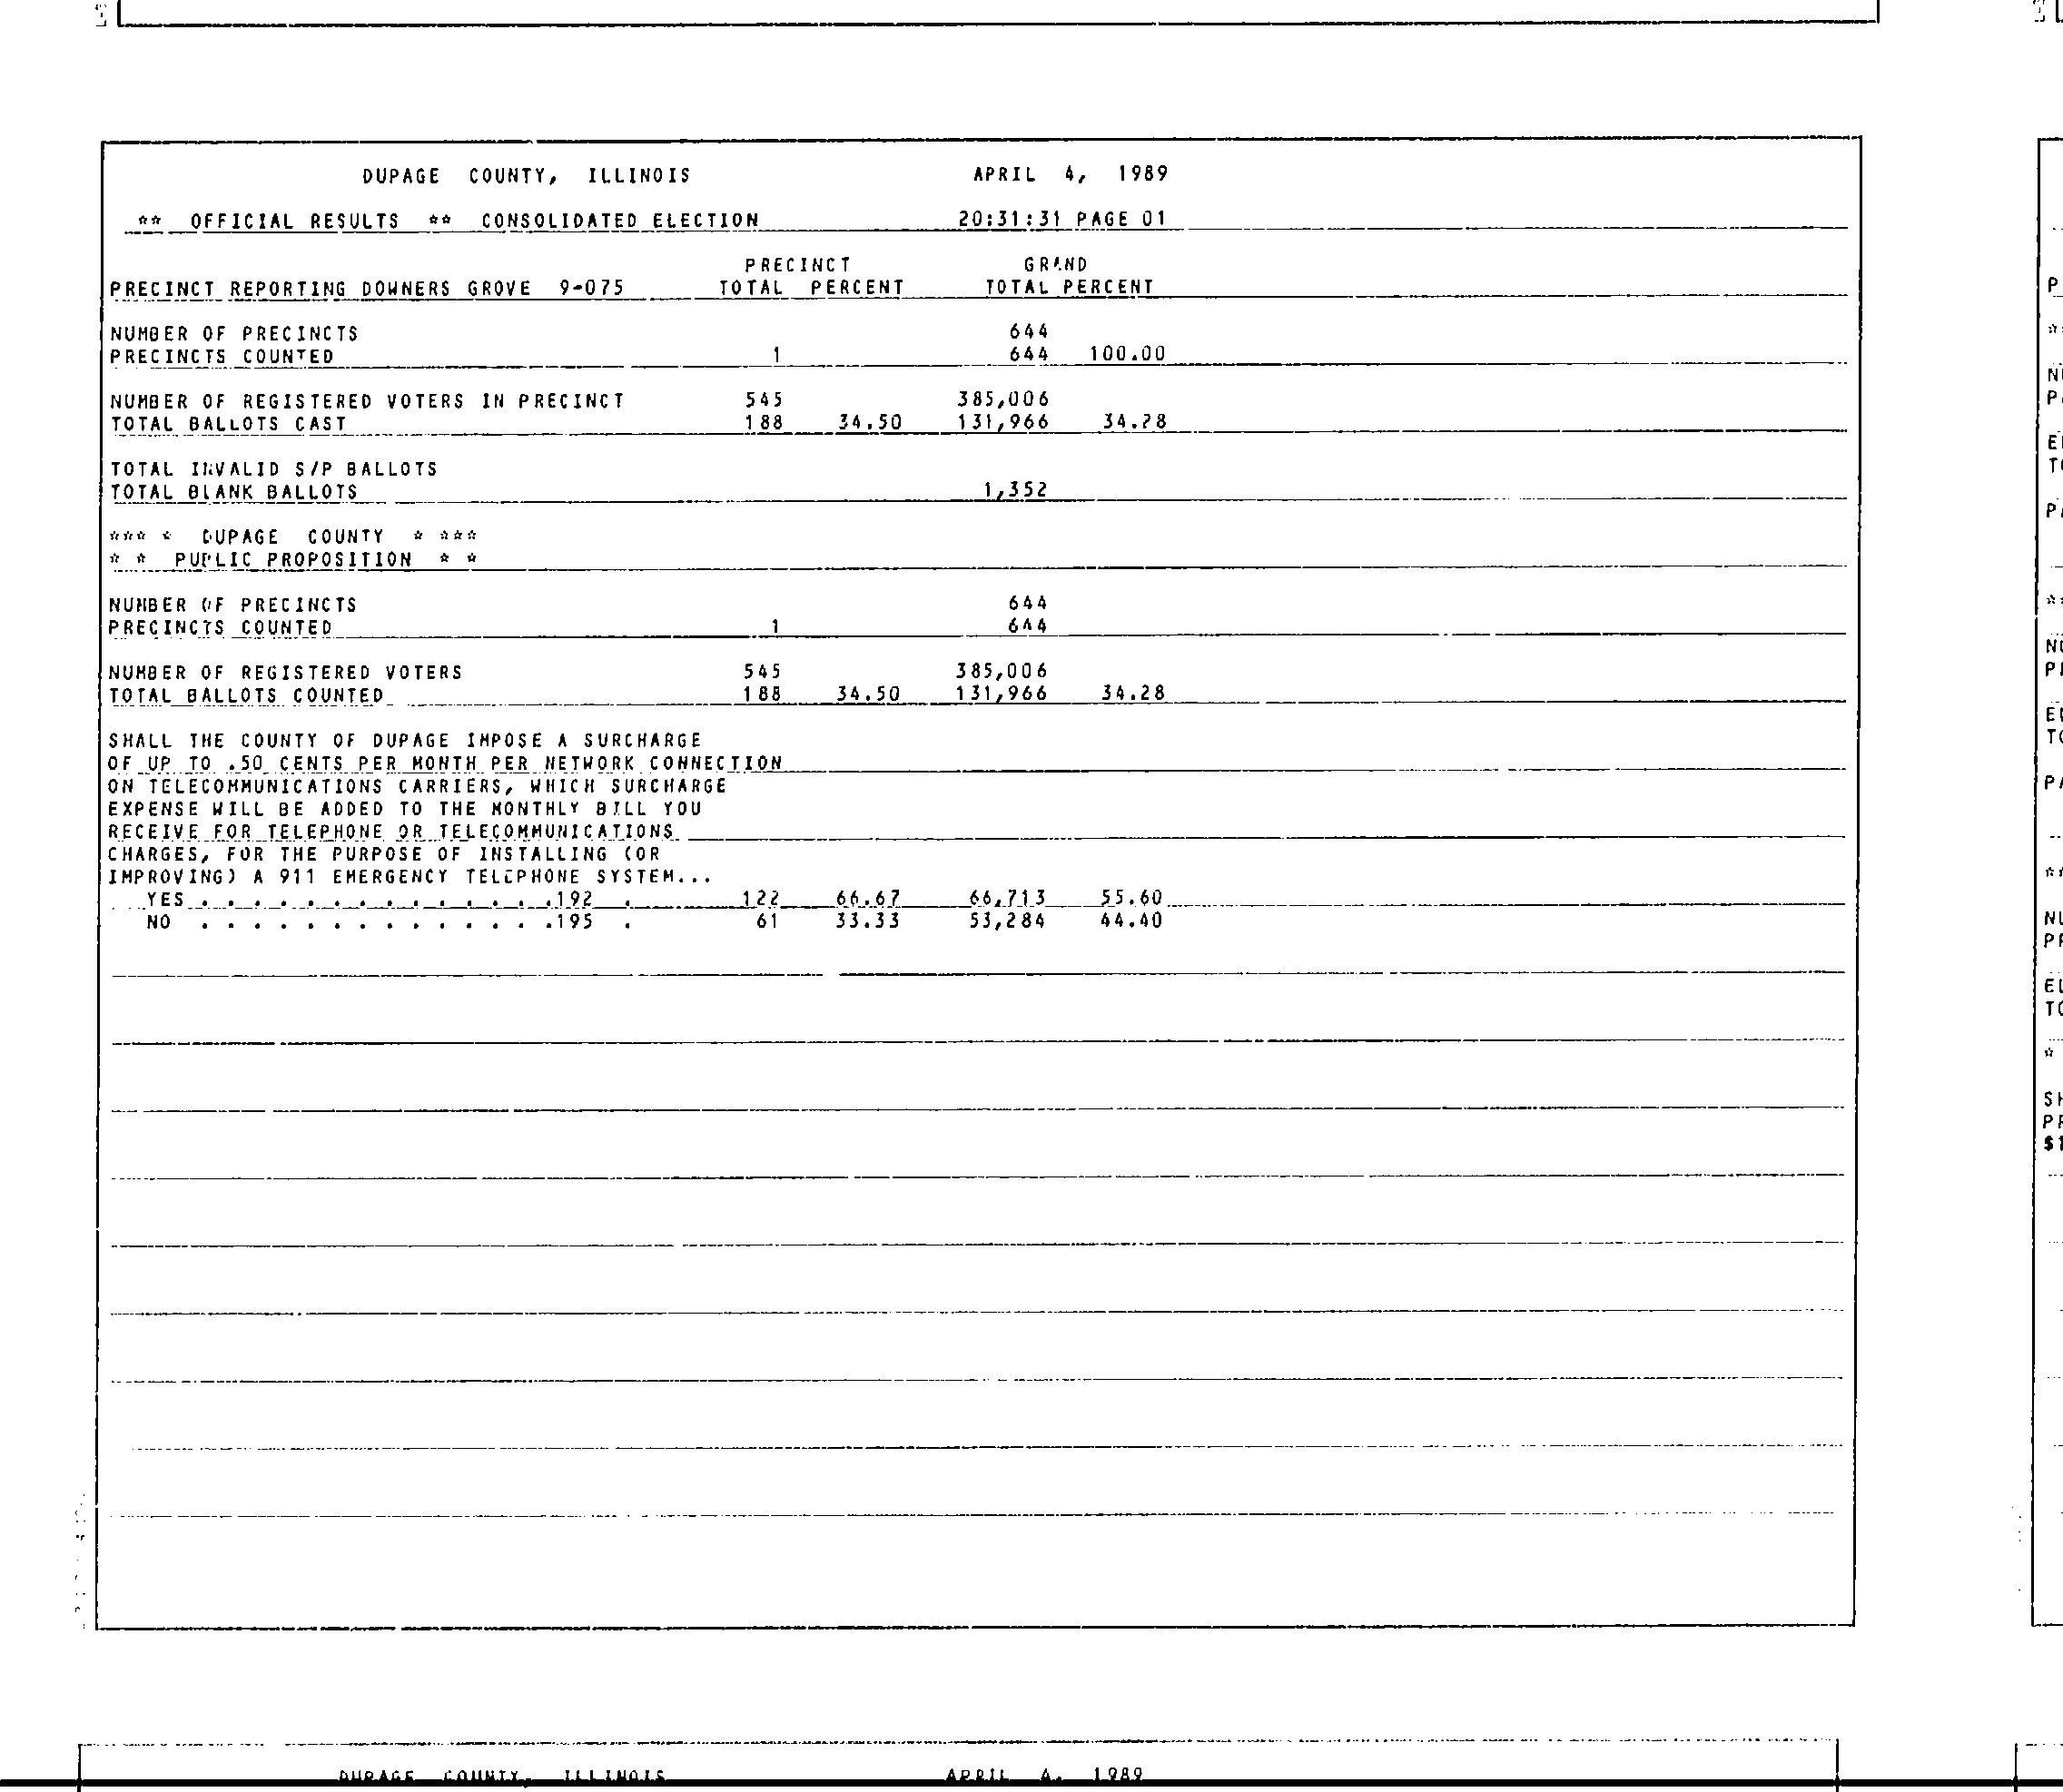 DUPAGE COUNTY, ILLINOIS APRIL 4, 1989
** OFFICIAL RESULTS ** CONSOLIDATED ELECTION 20:31:31 PAGE 01
PRECINCT GRAND
PRECINCT REPORTING DOWNERS GROVE 9-075 TOTAL PERCENT TOTAL PERCENT
NUMBER OF PRECINCTS 644
PRECINCTS COUNTED 1 644 100.00
NUMBER OF REGISTERED VOTERS IN PRECINCT 545 385,006
TOTAL BALLOTS CAST 188 34.50 131,966 34.28
TOTAL INVALID S/P BALLOTS
TOTAL BLANK BALLOTS 1,352
*** * DUPAGE COUNTY * ***
* * PUBLIC PROPOSITION * *
NUMBER OF PRECINCTS 644
PRECINCTS COUNTED 1 644
NUMBER OF REGISTERED VOTERS 545 385,006
TOTAL BALLOTS COUNTED 188 34.50 131,966 34.28
SHALL THE COUNTY OF DUPAGE IMPOSE A SURCHARGE
OF UP TO .50 CENTS PER MONTH PER NETWORK CONNECTION
ON TELECOMMUNICATIONS CARRIERS, WHICH SURCHARGE
EXPENSE WILL BE ADDED TO THE MONTHLY BILL YOU
RECEIVE FOR TELEPHONE OR TELECOMMUNICATIONS
CHARGES, FOR THE PURPOSE OF INSTALLING (OR
IMPROVING) A 911 EMERGENCY TELEPHONE SYSTEM...
YES . . . . . . . . . . . . . .192 . 122 66.67 66,713 55.60
NO . . . . . . . . . . . . . .195 . 61 33.33 53,284 44.40
DUPAGE COUNTY, ILLINOIS APRIL 4, 1989